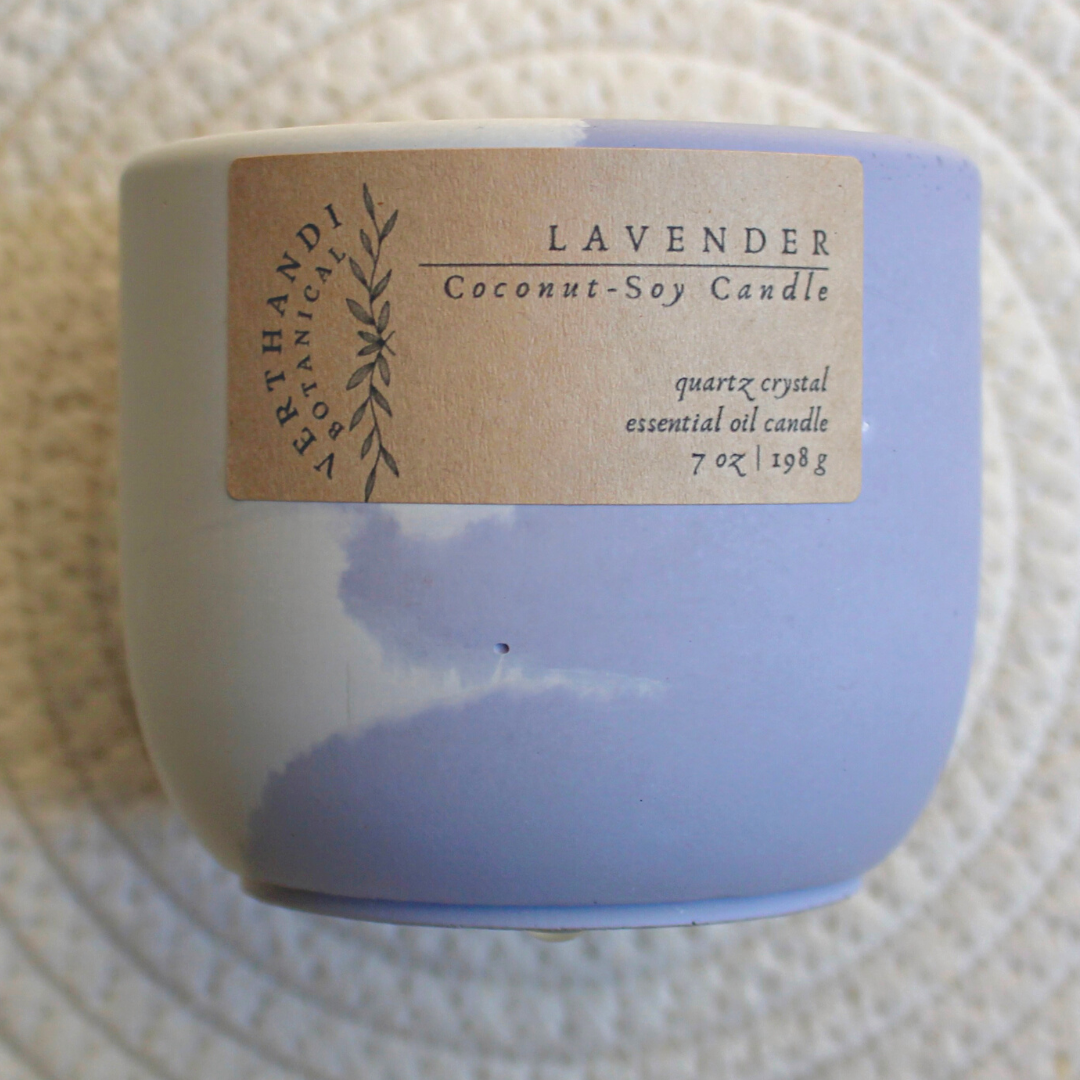 VERTHANDI
BOTANICAL
LAVENDER
Coconut-Soy Candle
quartz crystal
essential oil candle
7 oz | 198 g